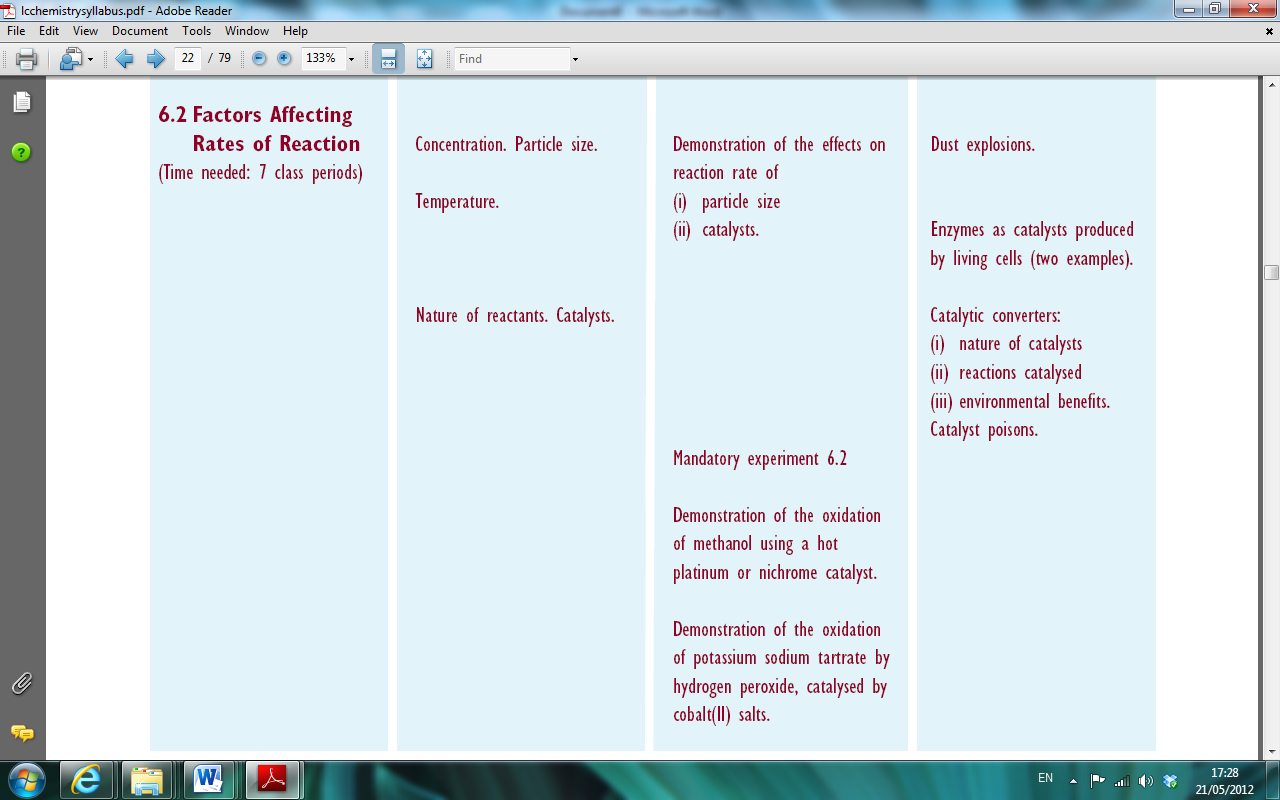 lcchemistrysyllabus.pdf - Adobe Reader
File Edit View Document Tools Window Help
22 / 79 133% Find
6.2 Factors Affecting
Rates of Reaction
(Time needed: 7 class periods)
Concentration. Particle size.
Temperature.
Nature of reactants. Catalysts.
Demonstration of the effects on
reaction rate of
(i) particle size
(ii) catalysts.
Mandatory experiment 6.2
Demonstration of the oxidation
of methanol using a hot
platinum or nichrome catalyst.
Demonstration of the oxidation
of potassium sodium tartrate by
hydrogen peroxide, catalysed by
cobalt(II) salts.
Dust explosions.
Enzymes as catalysts produced
by living cells (two examples).
Catalytic converters:
(i) nature of catalysts
(ii) reactions catalysed
(iii) environmental benefits.
Catalyst poisons.
EN
17:28
21/05/2012